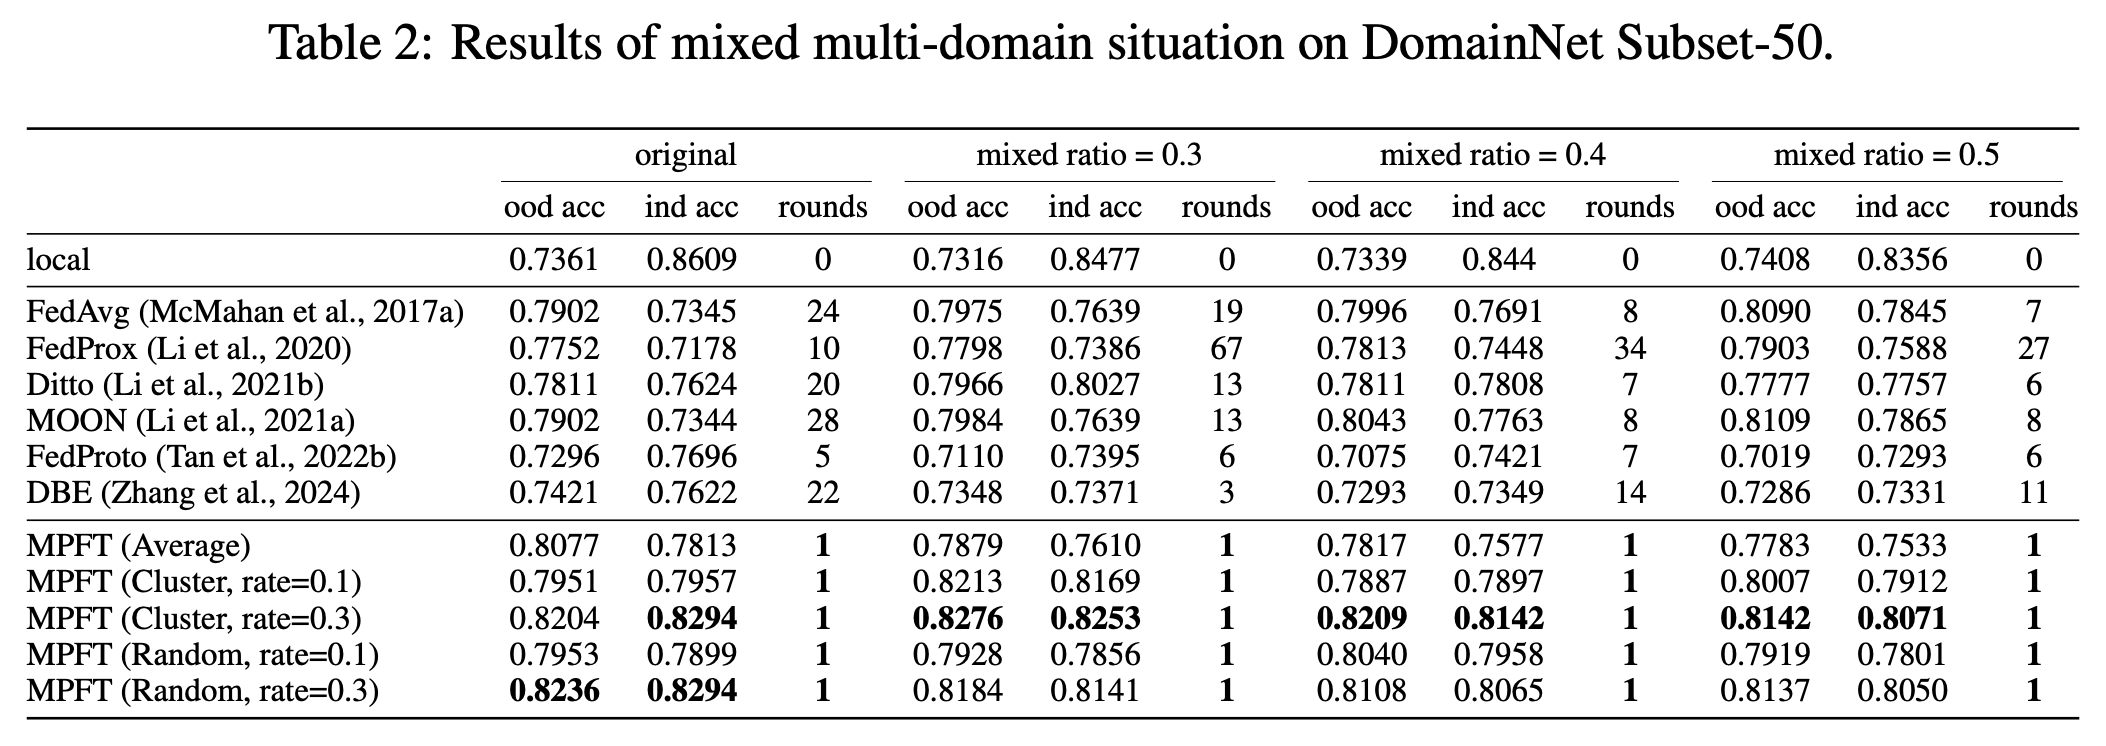 Table 2: Results of mixed multi-domain situation on DomainNet Subset-50.
original mixed ratio = 0.3 mixed ratio = 0.4 mixed ratio = 0.5
ood acc ind acc rounds ood acc ind acc rounds ood acc ind acc rounds ood acc ind acc rounds
local 0.7361 0.8609 0 0.7316 0.8477 0 0.7339 0.844 0 0.7408 0.8356 0
FedAvg (McMahan et al., 2017a) 0.7902 0.7345 24 0.7975 0.7639 19 0.7996 0.7691 8 0.8090 0.7845 7
FedProx (Li et al., 2020) 0.7752 0.7178 10 0.7798 0.7386 67 0.7813 0.7448 34 0.7903 0.7588 27
Ditto (Li et al., 2021b) 0.7811 0.7624 20 0.7966 0.8027 13 0.7811 0.7808 7 0.7777 0.7757 6
MOON (Li et al., 2021a) 0.7902 0.7344 28 0.7984 0.7639 13 0.8043 0.7763 8 0.8109 0.7865 8
FedProto (Tan et al., 2022b) 0.7296 0.7696 5 0.7110 0.7395 6 0.7075 0.7421 7 0.7019 0.7293 6
DBE (Zhang et al., 2024) 0.7421 0.7622 22 0.7348 0.7371 3 0.7293 0.7349 14 0.7286 0.7331 11
MPFT (Average) 0.8077 0.7813 1 0.7879 0.7610 1 0.7817 0.7577 1 0.7783 0.7533 1
MPFT (Cluster, rate=0.1) 0.7951 0.7957 1 0.8213 0.8169 1 0.7887 0.7897 1 0.8007 0.7912 1
MPFT (Cluster, rate=0.3) 0.8204 0.8294 1 0.8276 0.8253 1 0.8209 0.8142 1 0.8142 0.8071 1
MPFT (Random, rate=0.1) 0.7953 0.7899 1 0.7928 0.7856 1 0.8040 0.7958 1 0.7919 0.7801 1
MPFT (Random, rate=0.3) 0.8236 0.8294 1 0.8184 0.8141 1 0.8108 0.8065 1 0.8137 0.8050 1